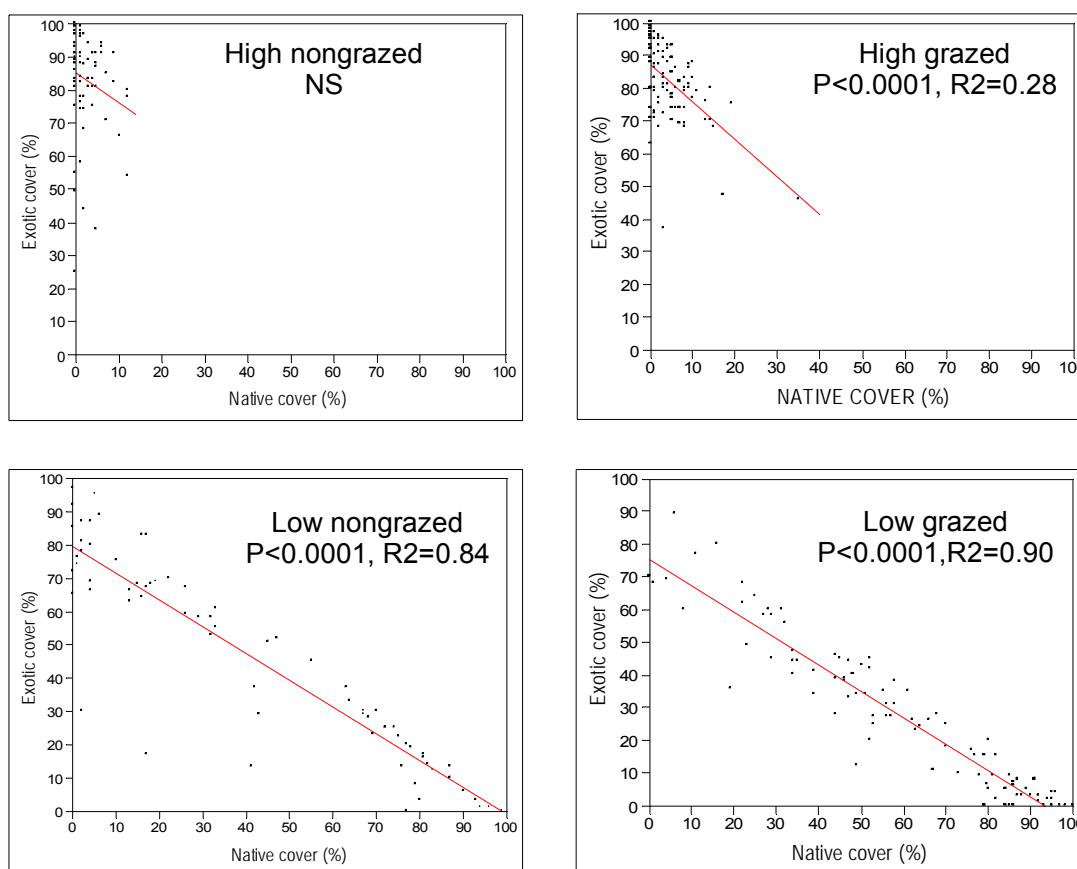 High nongrazed
NS
100
90
80
70
60
50
40
30
20
10
0
Exotic cover (%)
0 10 20 30 40 50 60 70 80 90 100
Native cover (%)
High grazed
P<0.0001, R2=0.28
100
90
80
70
60
50
40
30
20
10
0
Exotic cover (%)
0 10 20 30 40 50 60 70 80 90 100
NATIVE COVER (%)
Low nongrazed
P<0.0001, R2=0.84
100
90
80
70
60
50
40
30
20
10
0
Exotic cover (%)
0 10 20 30 40 50 60 70 80 90 100
Native cover (%)
Low grazed
P<0.0001,R2=0.90
100
90
80
70
60
50
40
30
20
10
0
Exotic cover (%)
0 10 20 30 40 50 60 70 80 90 100
Native cover (%)